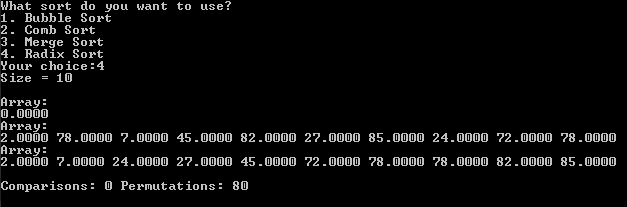 What sort do you want to use?
1. Bubble Sort
2. Comb Sort
3. Merge Sort
4. Radix Sort
Your choice:4
Size = 10
Array:
0.0000
Array:
2.0000 78.0000 7.0000 45.0000 82.0000 27.0000 85.0000 24.0000 72.0000 78.0000
Array:
2.0000 7.0000 24.0000 27.0000 45.0000 72.0000 78.0000 78.0000 82.0000 85.0000
Comparisons: 0 Permutations: 80